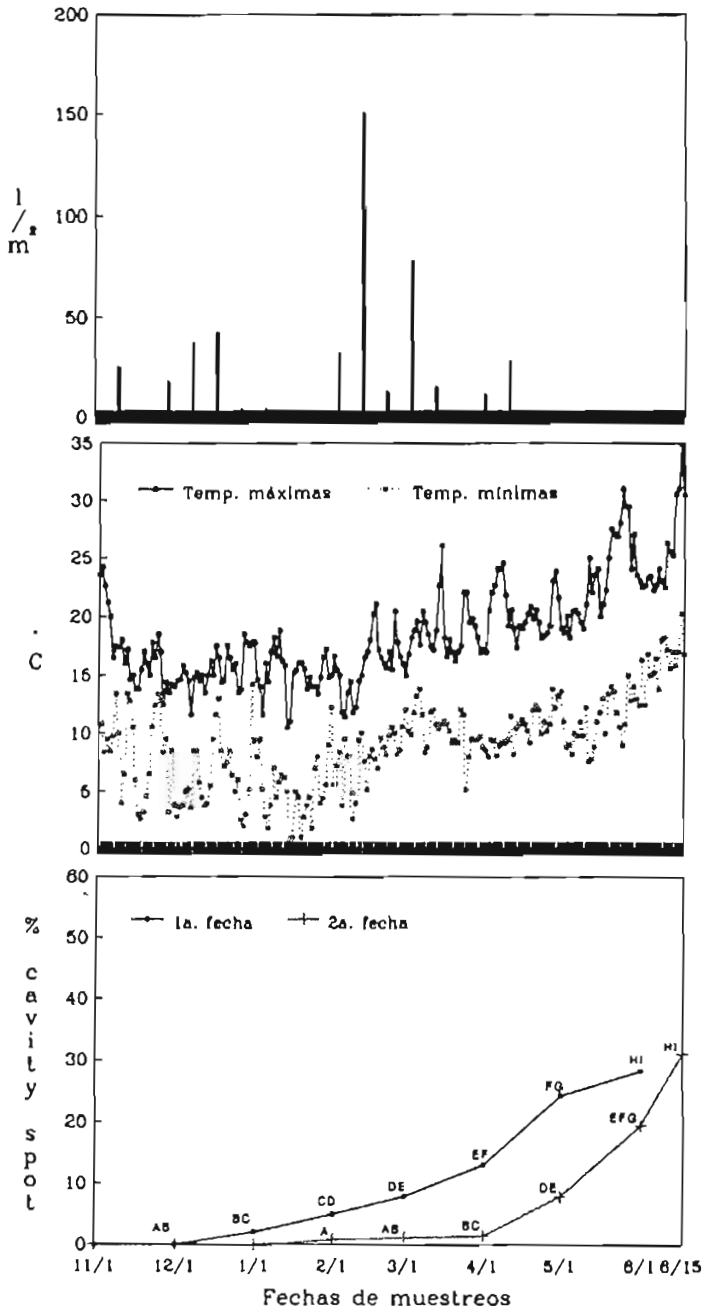 200
150
100
50
0
l
/
m²
35
30
25
20
15
10
5
0
°C
Temp. máximas
Temp. mínimas
60
50
40
30
20
10
0
% cavity spot
1a. fecha
2a. fecha
AB
BC
CD
DE
EF
FG
HI
A
AB
BC
DE
EFG
HI
11/1
12/1
1/1
2/1
3/1
4/1
5/1
6/1
6/15
Fechas de muestreos